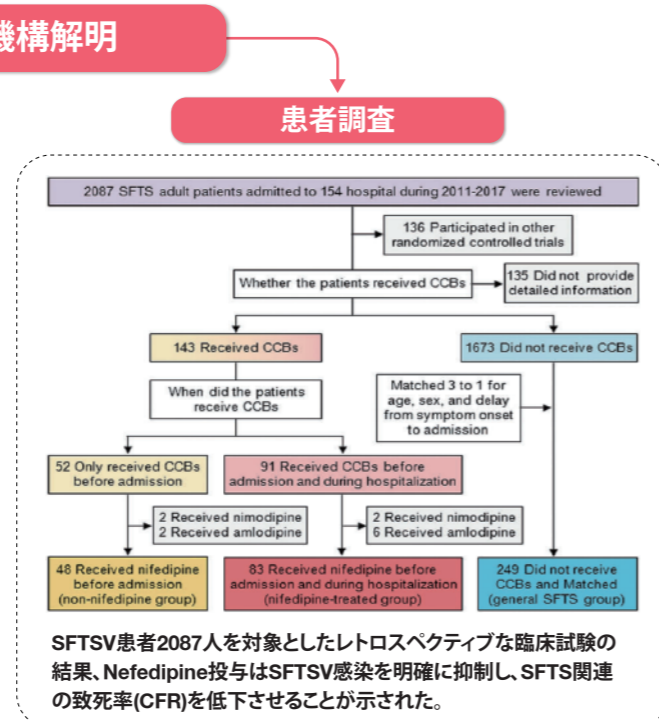 機構解明
患者調査
2087 SFTS adult patients admitted to 154 hospital during 2011-2017 were reviewed
136 Participated in other
randomized controlled trials
Whether the patients received CCBs
135 Did not provide
detailed information
143 Received CCBs
1673 Did not receive CCBs
When did the patients
receive CCBs
Matched 3 to 1 for
age, sex, and delay
from symptom onset
to admission
52 Only received CCBs
before admission
91 Received CCBs before
admission and during hospitalization
2 Received nimodipine
2 Received amlodipine
2 Received nimodipine
6 Received amlodipine
48 Received nifedipine
before admission
(non-nifedipine group)
83 Received nifedipine before
admission and during hospitalization
(nifedipine-treated group)
249 Did not receive
CCBs and Matched
(general SFTS group)
SFTSV患者2087人を対象としたレトロスペクティブな臨床試験の
結果、Nefedipine投与はSFTSV感染を明確に抑制し、SFTS関連
の致死率(CFR)を低下させることが示された。